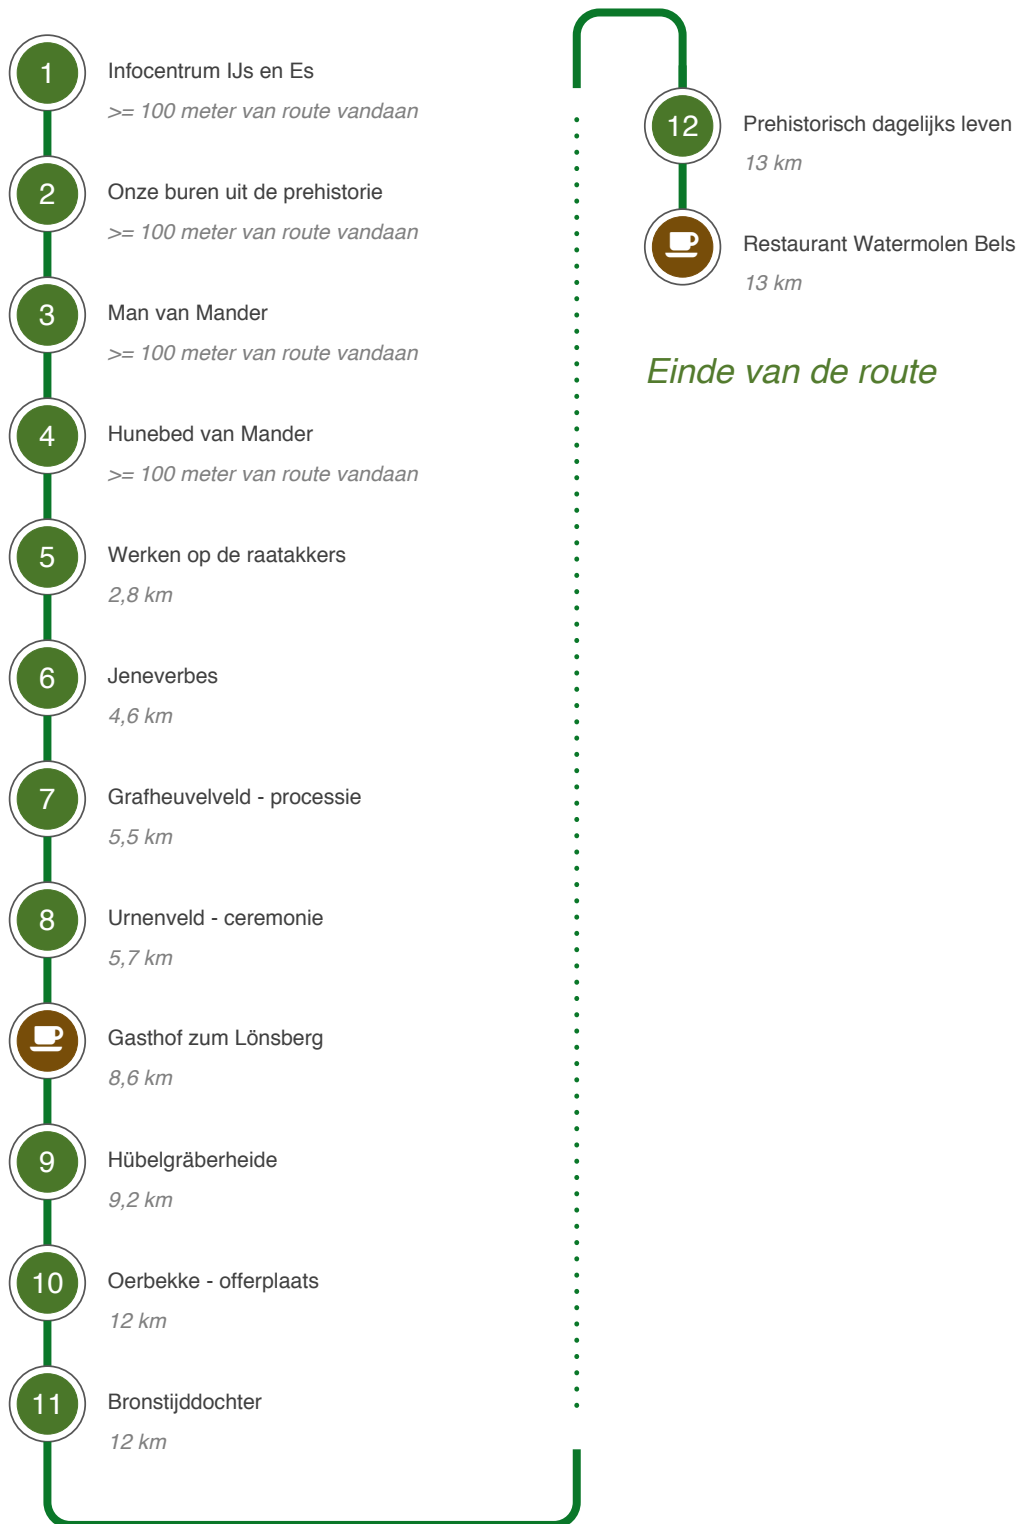 1
Infocentrum IJs en Es
>= 100 meter van route vandaan
2
Onze buren uit de prehistorie
>= 100 meter van route vandaan
3
Man van Mander
>= 100 meter van route vandaan
4
Hunebed van Mander
>= 100 meter van route vandaan
5
Werken op de raatakkers
2,8 km
6
Jeneverbes
4,6 km
7
Grafheuvelveld - processie
5,5 km
8
Urnenveld - ceremonie
5,7 km
Gasthof zum Lönsberg
8,6 km
9
Hübelgräberheide
9,2 km
10
Oerbekke - offerplaats
12 km
11
Bronstijddochter
12 km
12
Prehistorisch dagelijks leven
13 km
Restaurant Watermolen Bels
13 km
Einde van de route